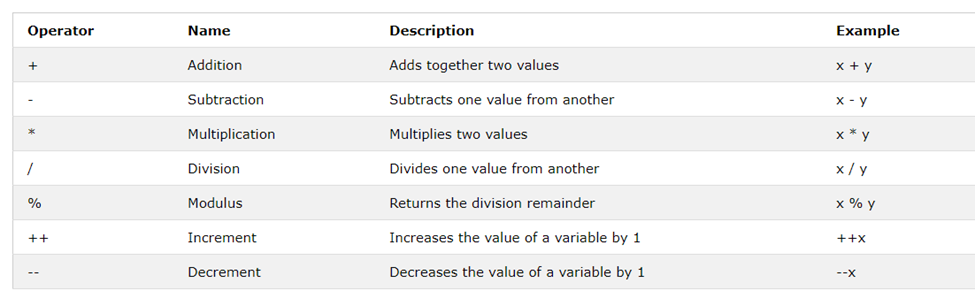 Operator Name Description Example
+ Addition Adds together two values x + y
- Subtraction Subtracts one value from another x - y
* Multiplication Multiplies two values x * y
/ Division Divides one value from another x / y
% Modulus Returns the division remainder x % y
++ Increment Increases the value of a variable by 1 ++x
-- Decrement Decreases the value of a variable by 1 --x